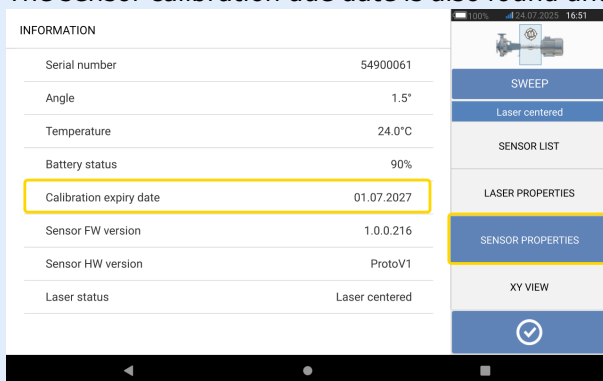 INFORMATION
Serial number 54900061
Angle 1.5°
Temperature 24.0°C
Battery status 90%
Calibration expiry date 01.07.2027
Sensor FW version 1.0.0.216
Sensor HW version ProtoV1
Laser status Laser centered
100% 24.07.2025 16:51
SWEEP
Laser centered
SENSOR LIST
LASER PROPERTIES
SENSOR PROPERTIES
XY VIEW